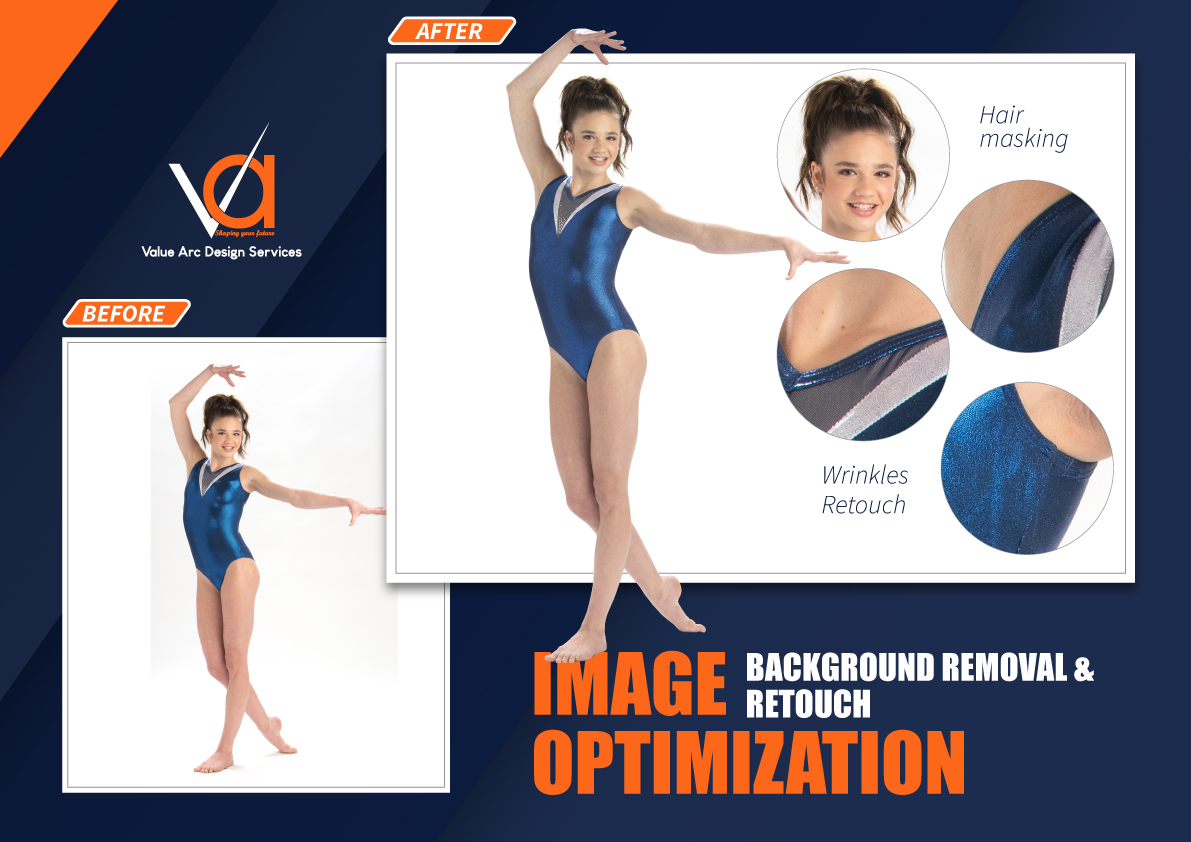 AFTER
Hair
masking
Shaping your future
Value Arc Design Services
BEFORE
Wrinkles
Retouch
IMAGE
BACKGROUND REMOVAL &
RETOUCH
OPTIMIZATION